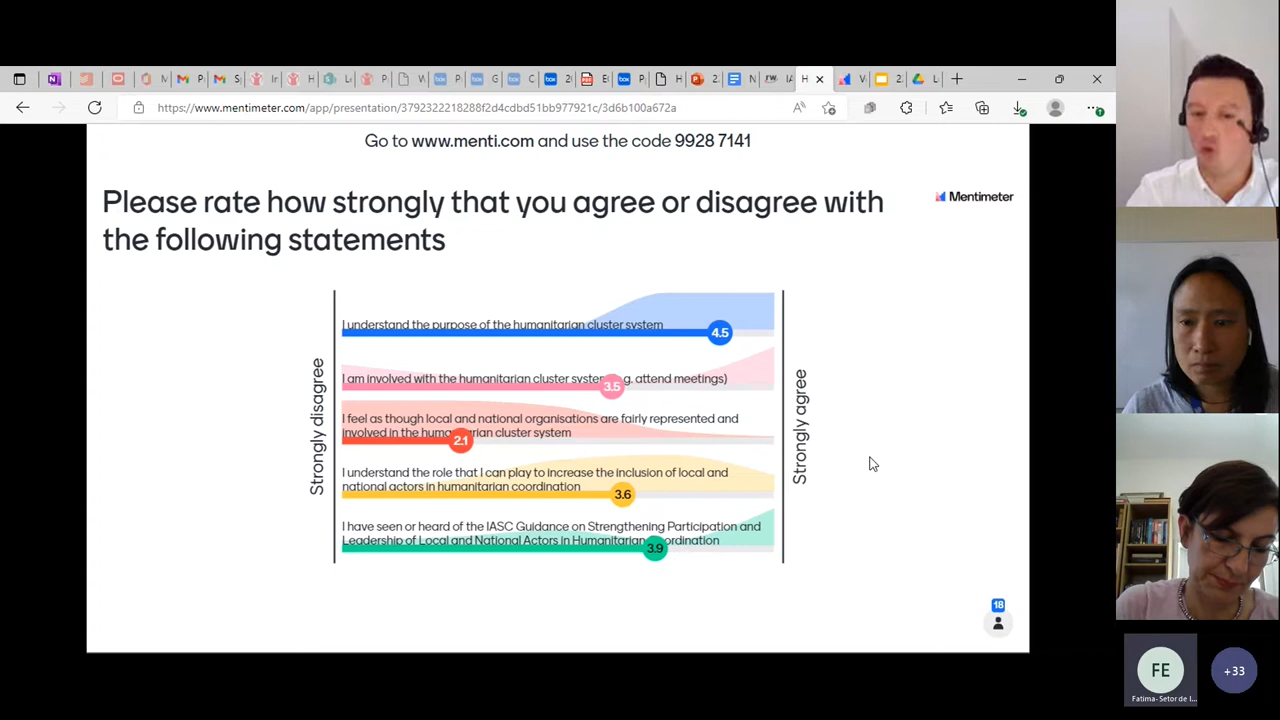 https://www.mentimeter.com/app/presentation/3792322218288f2d4cdbd51bb977921c/3d6b100a672a
Go to www.menti.com and use the code 9928 7141
Please rate how strongly that you agree or disagree with
the following statements
Mentimeter
Strongly disagree
I understand the purpose of the humanitarian cluster system
4.5
I am involved with the humanitarian cluster g. attend meetings)
3.5
I feel as though local and national organisations are fairly represented and
involved in the humanitarian cluster system
2.1
I understand the role that I can play to increase the inclusion of local and
national actors in humanitarian coordination
3.6
I have seen or heard of the IASC Guidance on Strengthening Participation and
Leadership of Local and National Actors in Humanitarian Coordination
3.9
Strongly agree
18
FE
Fatima- Setor de I...
+33